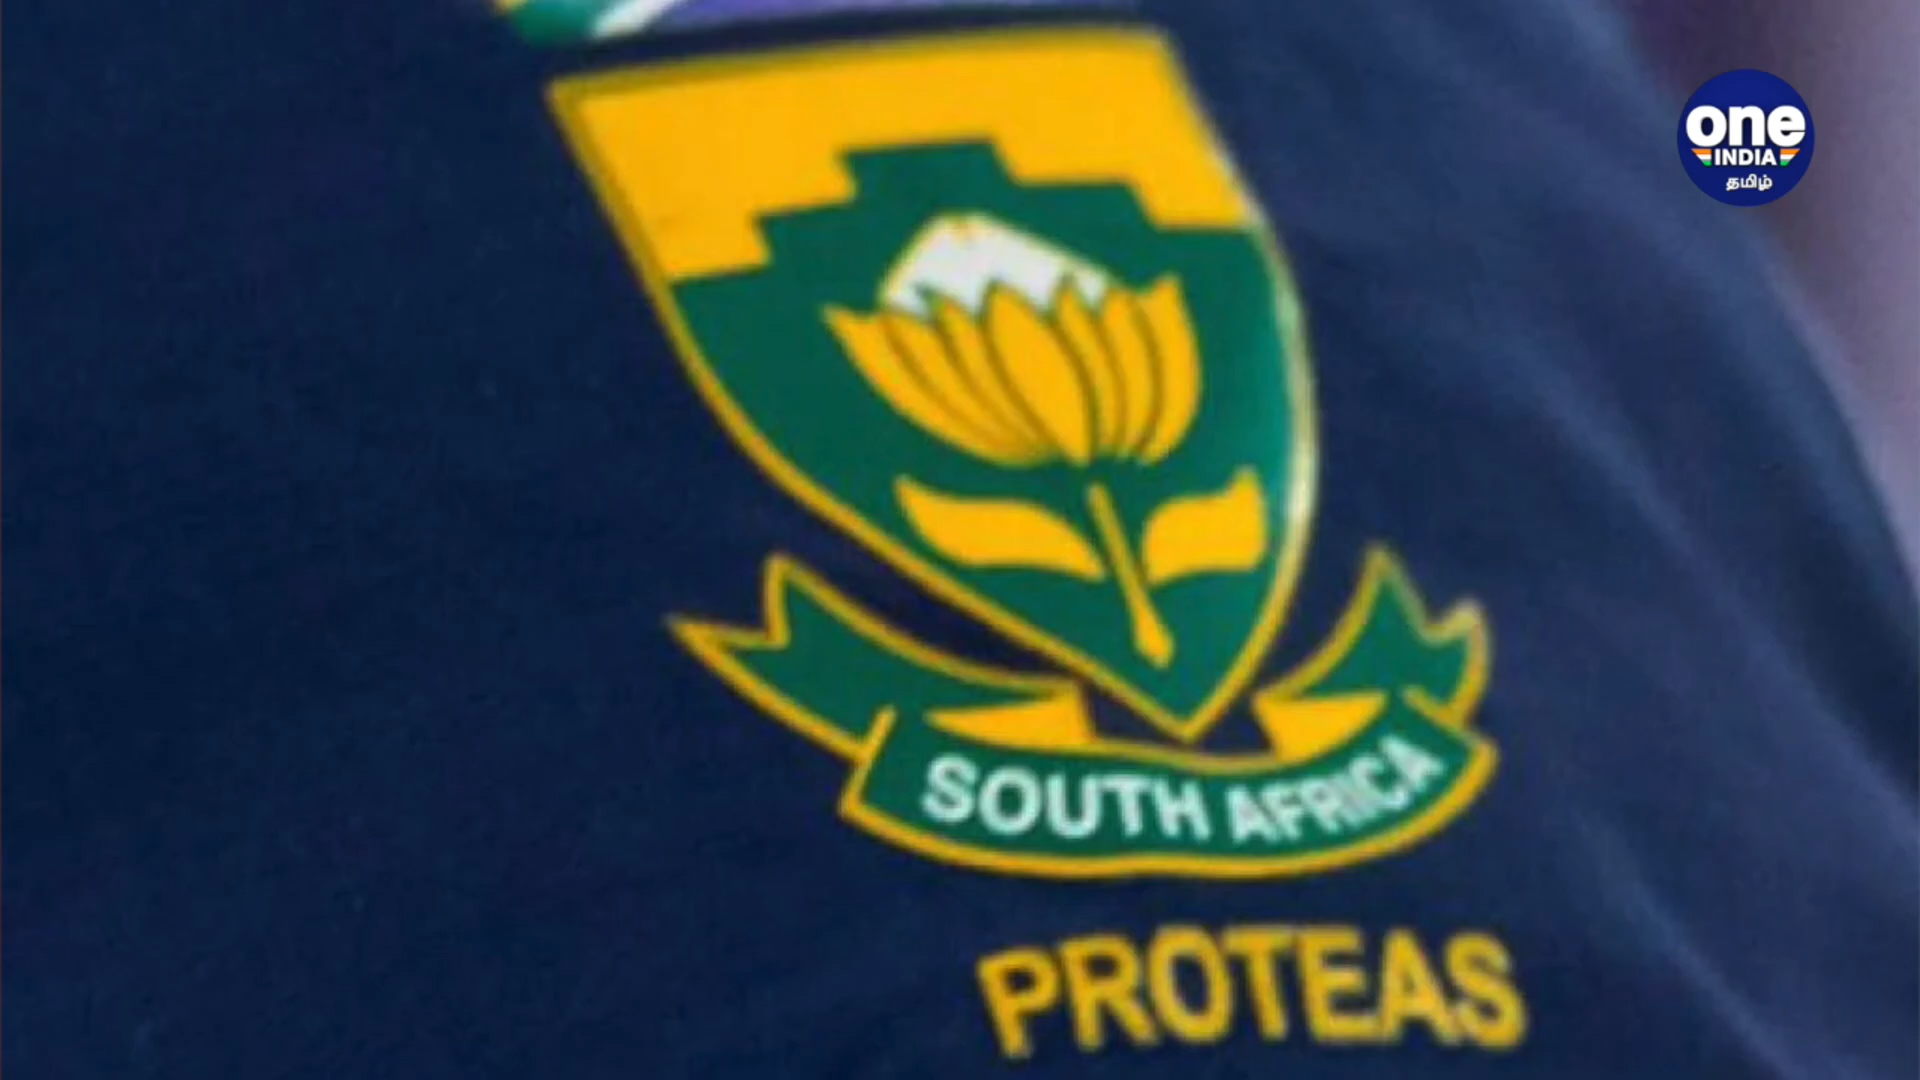 one
INDIA
தமிழ்
SOUTH AFRICA
PROTEAS